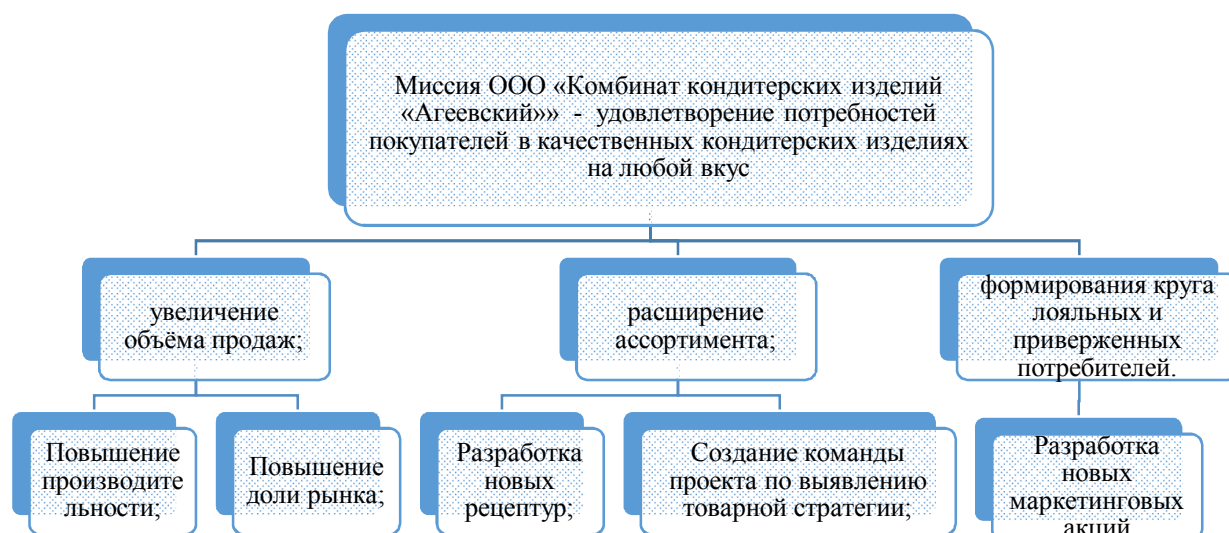 Миссия ООО «Комбинат кондитерских изделий
«Агеевский»» - удовлетворение потребностей
покупателей в качественных кондитерских изделиях
на любой вкус
увеличение
объёма продаж;
расширение
ассортимента;
формирования круга
лояльных и
приверженных
потребителей.
Повышение
производите
льности;
Повышение
доли рынка;
Разработка
новых
рецептур;
Создание команды
проекта по выявлению
товарной стратегии;
Разработка
новых
маркетинговых
акций